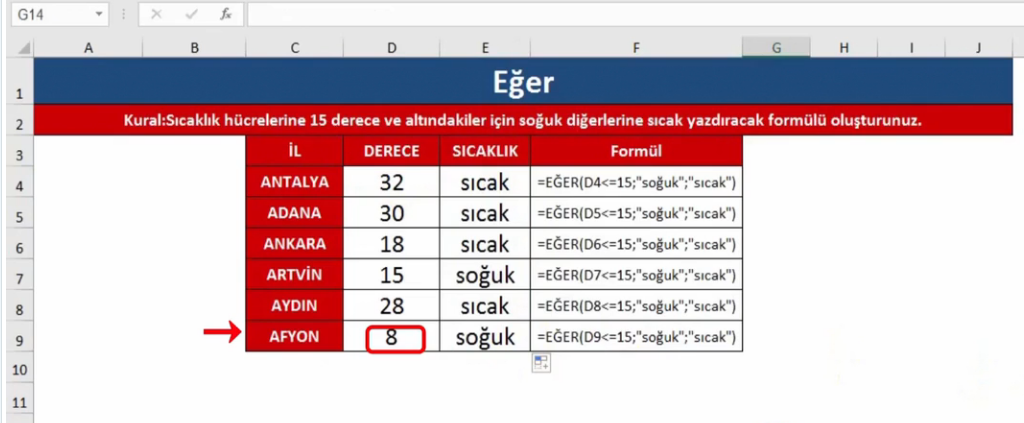 G14
fx
A B C D E F G H I J
1 Eğer
2 Kural:Sıcaklık hücrelerine 15 derece ve altındakiler için soğuk diğerlerine sıcak yazdıracak formülü oluşturunuz.
3 İL DERECE SICAKLIK Formül
4 ANTALYA 32 sıcak =EĞER(D4<=15;"soğuk";"sıcak")
5 ADANA 30 sıcak =EĞER(D5<=15;"soğuk";"sıcak")
6 ANKARA 18 sıcak =EĞER(D6<=15;"soğuk";"sıcak")
7 ARTVİN 15 soğuk =EĞER(D7<=15;"soğuk";"sıcak")
8 AYDIN 28 sıcak =EĞER(D8<=15;"soğuk";"sıcak")
9 AFYON 8 soğuk =EĞER(D9<=15;"soğuk";"sıcak")
10
11